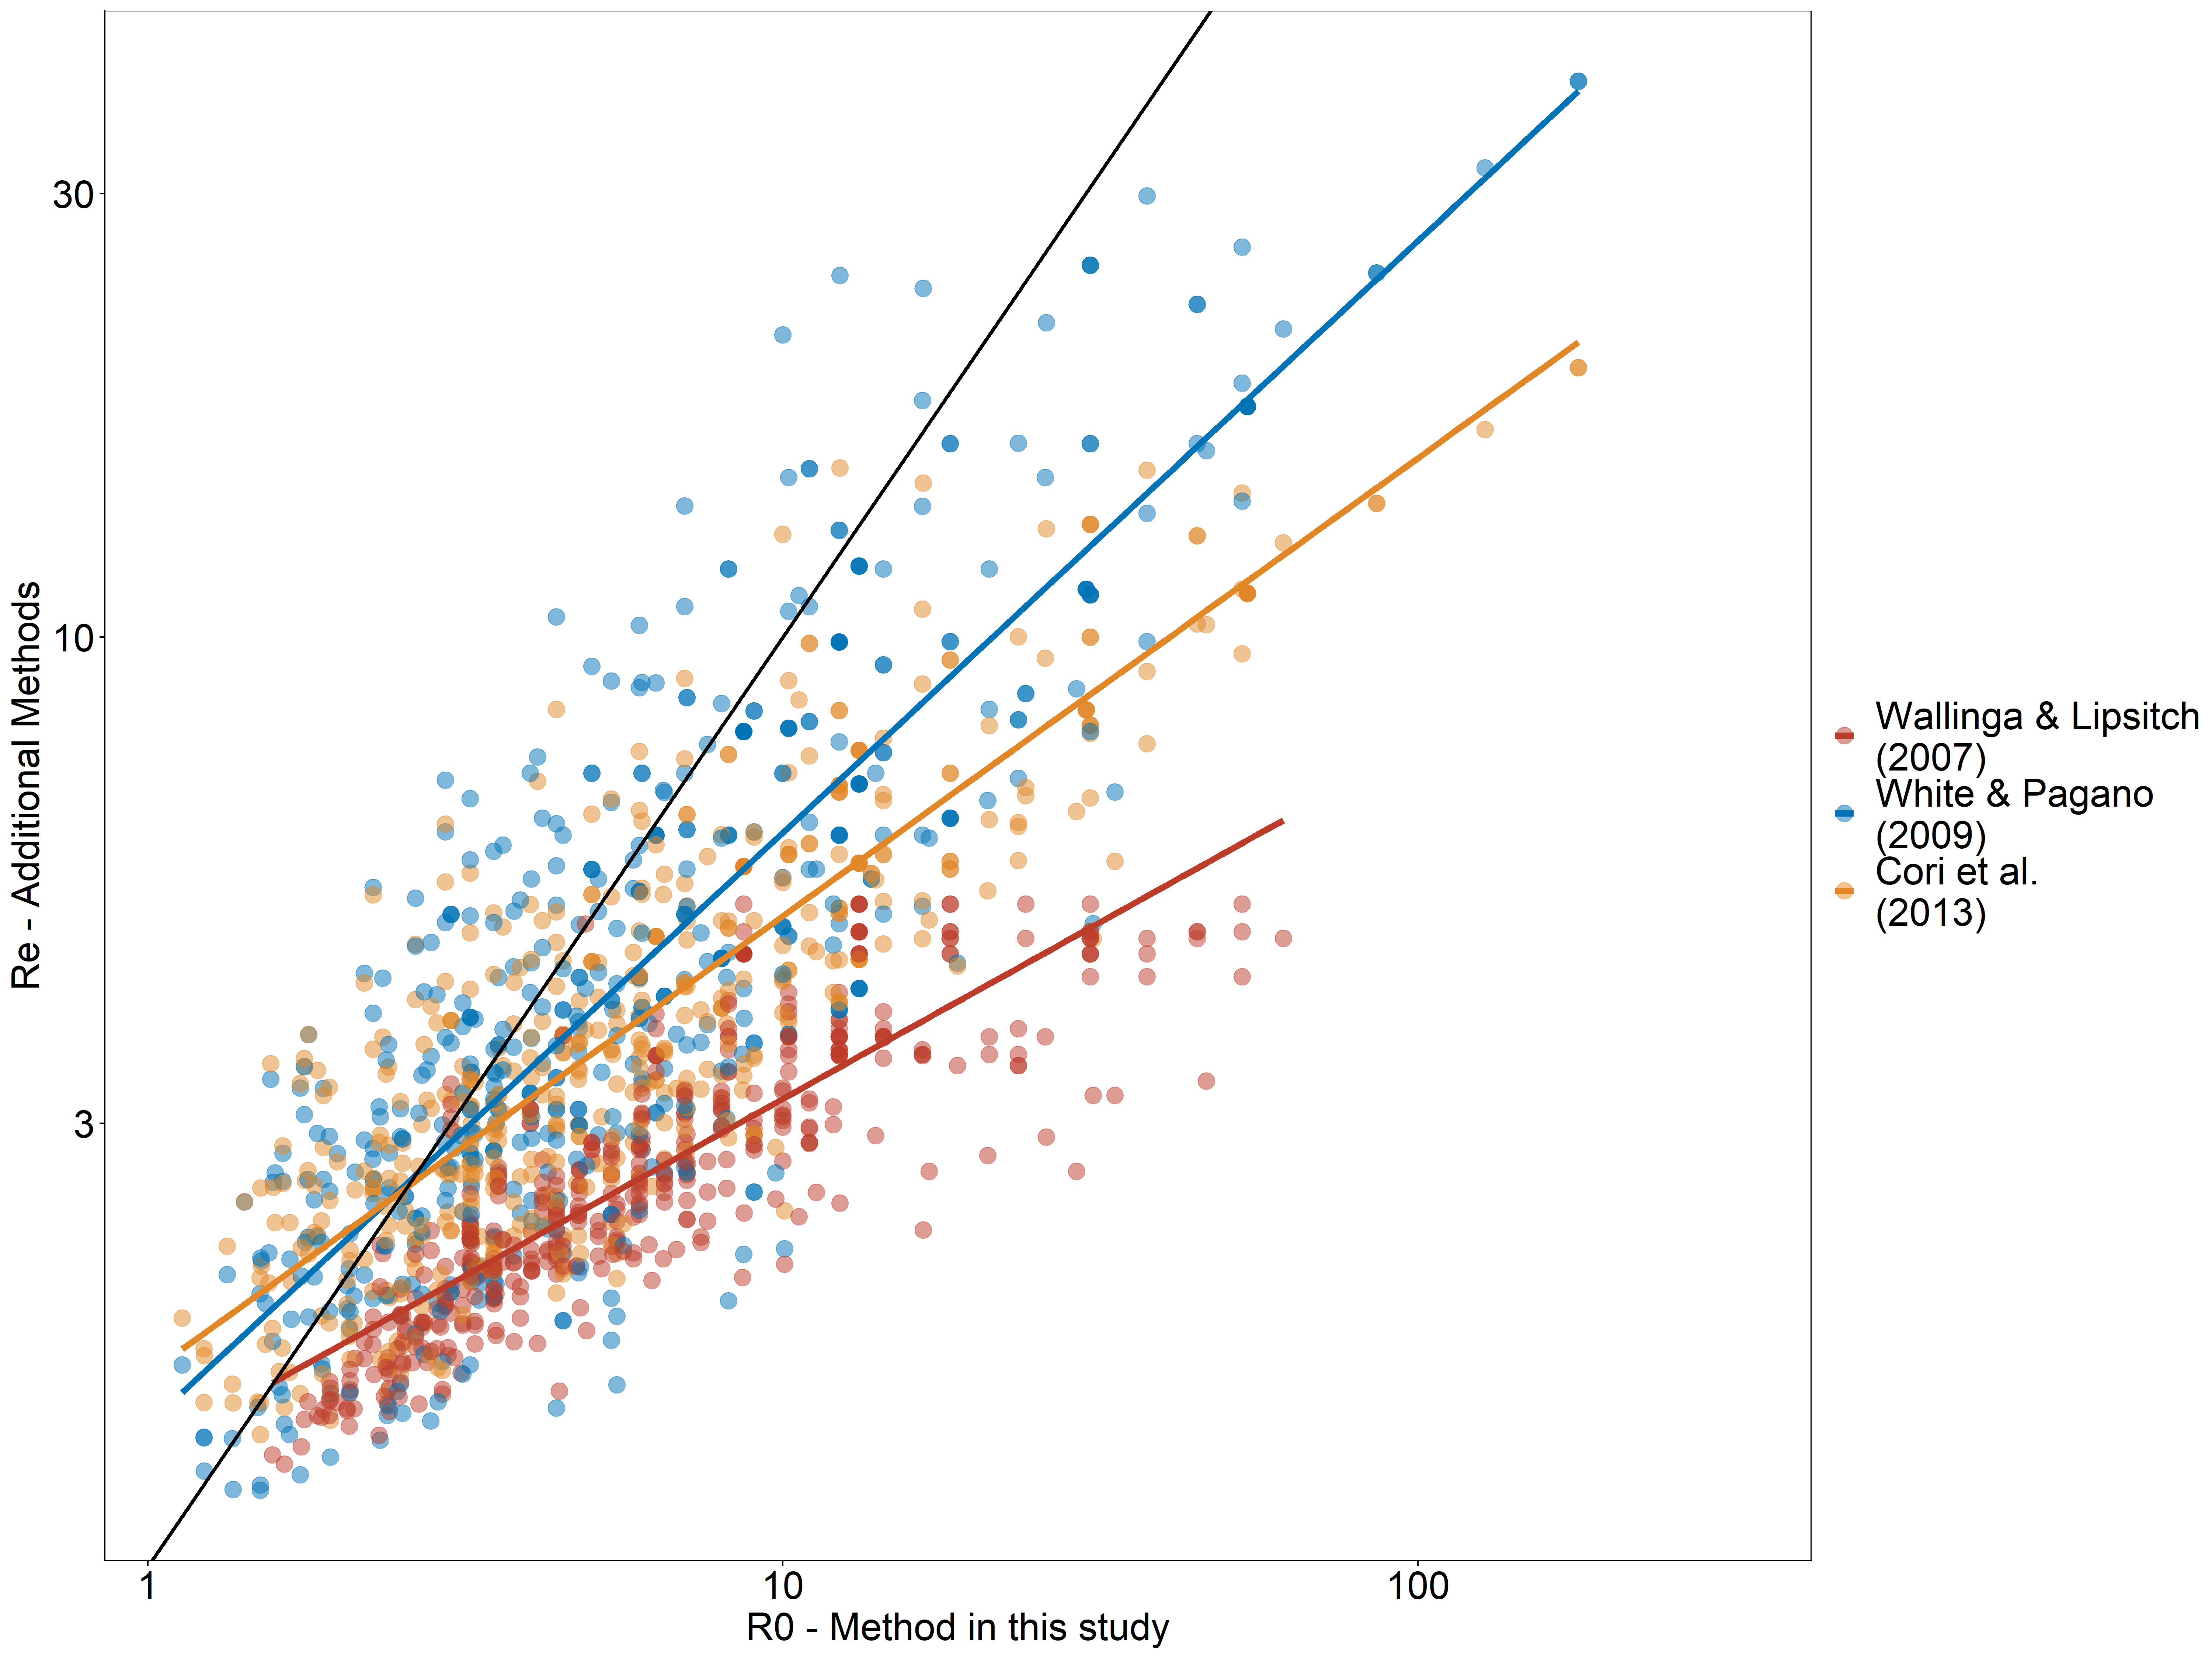 Re - Additional Methods
30
10
3
1
10
100
R0 - Method in this study
Wallinga & Lipsitch
(2007)
White & Pagano
(2009)
Cori et al.
(2013)